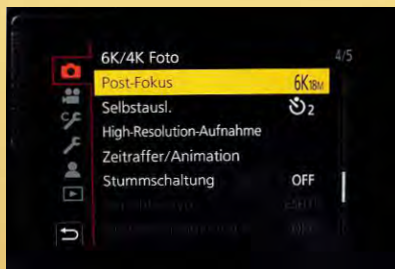 6K/4K Foto 4/5
Post-Fokus 6K18M
Selbstausl. 2
High-Resolution-Aufnahme
Zeitraffer/Animation
Stummschaltung OFF